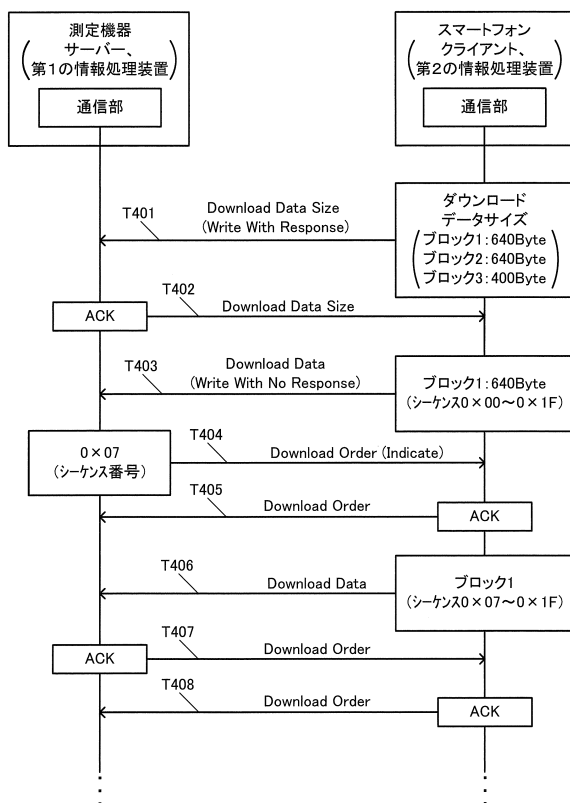 測定機器
サーバー、
第1の情報処理装置
通信部
スマートフォン
クライアント、
第2の情報処理装置
通信部
T401
Download Data Size
(Write With Response)
ダウンロード
データサイズ
ブロック1:640Byte
ブロック2:640Byte
ブロック3:400Byte
ACK
T402
Download Data Size
T403
Download Data
(Write With No Response)
ブロック1:640Byte
(シーケンス0×00～0×1F)
0×07
(シーケンス番号)
T404
Download Order (Indicate)
T405
Download Order
ACK
T406
Download Data
ブロック1
(シーケンス0×07～0×1F)
ACK
T407
Download Order
T408
Download Order
ACK